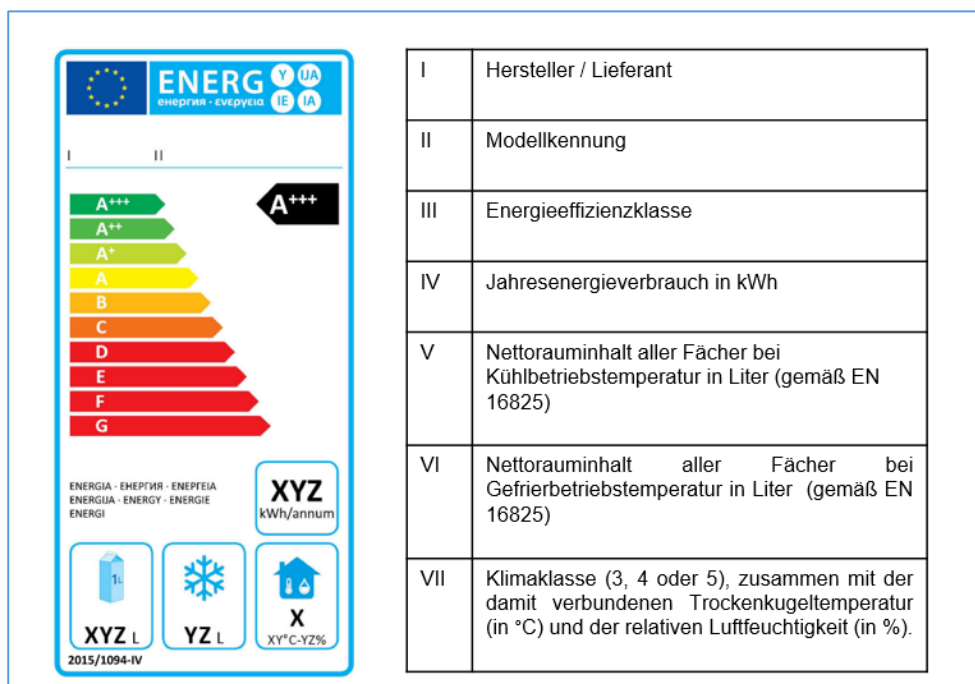 ENERG
енергия · ενεργεια
Y
IJA
IE
IA
I
II
A+++
A++
A+
A
B
C
D
E
F
G
A+++
ENERGIA · ЕНЕРГИЯ · ΕΝΕΡΓΕΙΑ
ENERGIJA · ENERGY · ENERGIE
ENERGI
XYZ
kWh/annum
1L
XYZ L
YZ L
X
XY°C-YZ%
2015/1094-IV
I Hersteller / Lieferant
II Modellkennung
III Energieeffizienzklasse
IV Jahresenergieverbrauch in kWh
V Nettorauminhalt aller Fächer bei
Kühlbetriebstemperatur in Liter (gemäß EN
16825)
VI Nettorauminhalt aller Fächer bei
Gefrierbetriebstemperatur in Liter (gemäß EN
16825)
VII Klimaklasse (3, 4 oder 5), zusammen mit der
damit verbundenen Trockenkugeltemperatur
(in °C) und der relativen Luftfeuchtigkeit (in %).